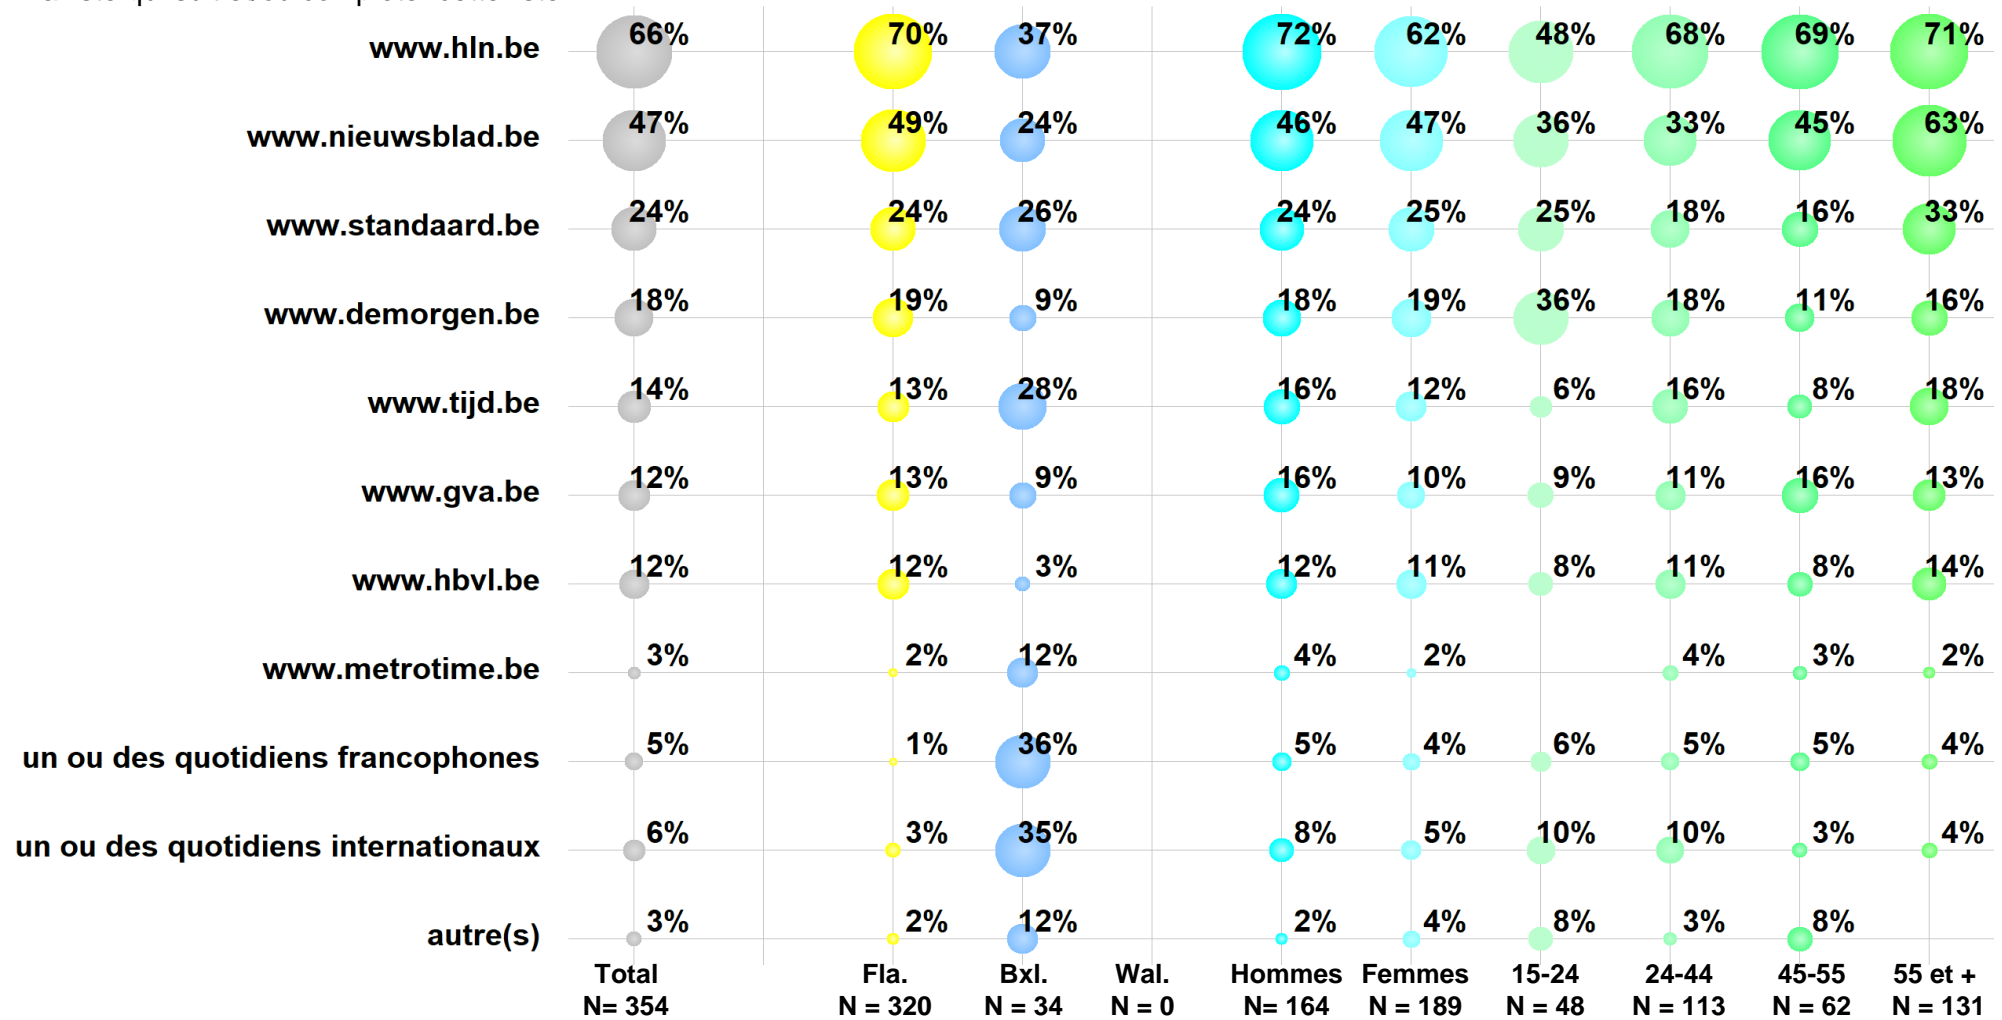 www.hln.be 66% 70% 37% 72% 62% 48% 68% 69% 71%
www.nieuwsblad.be 47% 49% 24% 46% 47% 36% 33% 45% 63%
www.standaard.be 24% 24% 26% 24% 25% 25% 18% 16% 33%
www.demorgen.be 18% 19% 9% 18% 19% 36% 18% 11% 16%
www.tijd.be 14% 13% 28% 16% 12% 6% 16% 8% 18%
www.gva.be 12% 13% 9% 16% 10% 9% 11% 16% 13%
www.hbvl.be 12% 12% 3% 12% 11% 8% 11% 8% 14%
www.metrotime.be 3% 2% 12% 4% 2% 4% 3% 2%
un ou des quotidiens francophones 5% 1% 36% 5% 4% 6% 5% 5% 4%
un ou des quotidiens internationaux 6% 3% 35% 8% 5% 10% 10% 3% 4%
autre(s) 3% 2% 12% 2% 4% 8% 3% 8%
Total Fla. Bxl. Wal. Hommes Femmes 15-24 24-44 45-55 55 et +
N= 354 N = 320 N = 34 N = 0 N= 164 N = 189 N = 48 N = 113 N = 62 N = 131